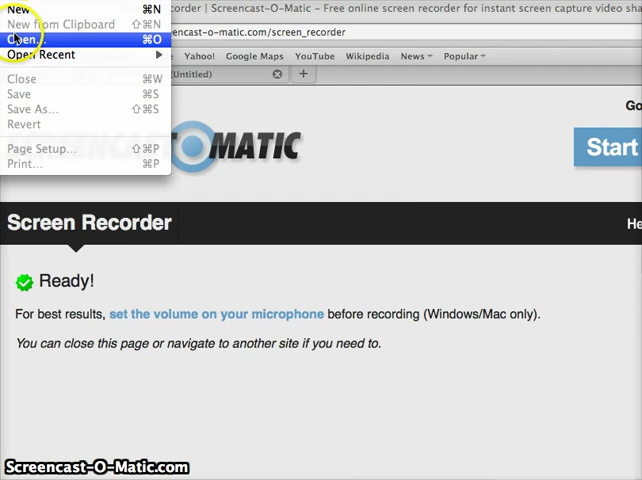 New ⌘N
corder | Screencast-O-Matic - Free online screen recorder for instant screen capture video sha
New from Clipboard ⇧⌘N
Open... ⌘O
encast-o-matic.com/screen_recorder
Open Recent
Yahoo! Google Maps YouTube Wikipedia News Popular
(Untitled)
Close ⌘W
Save ⌘S
Save As... ⇧⌘S
Revert
Page Setup... ⇧⌘P
Print... ⌘P
Go
MATIC
Start
Screen Recorder
He
Ready!
For best results, set the volume on your microphone before recording (Windows/Mac only).
You can close this page or navigate to another site if you need to.
Screencast-O-Matic.com